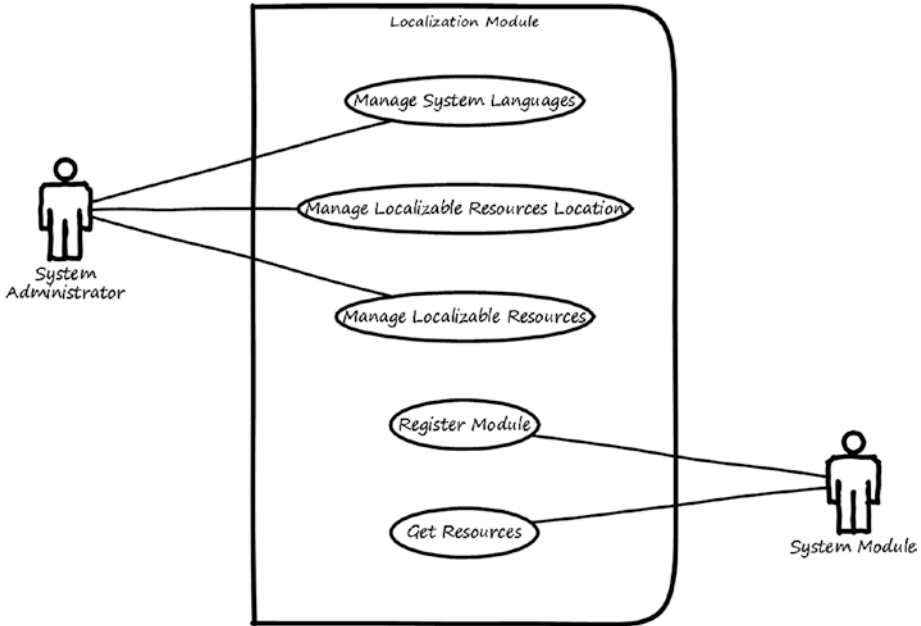 Localization Module
Manage System Languages
Manage Localizable Resources Location
System
Administrator
Manage Localizable Resources
Register Module
Get Resources
System Module